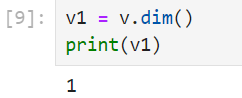 [9]: v1 = v.dim()
print(v1)
1